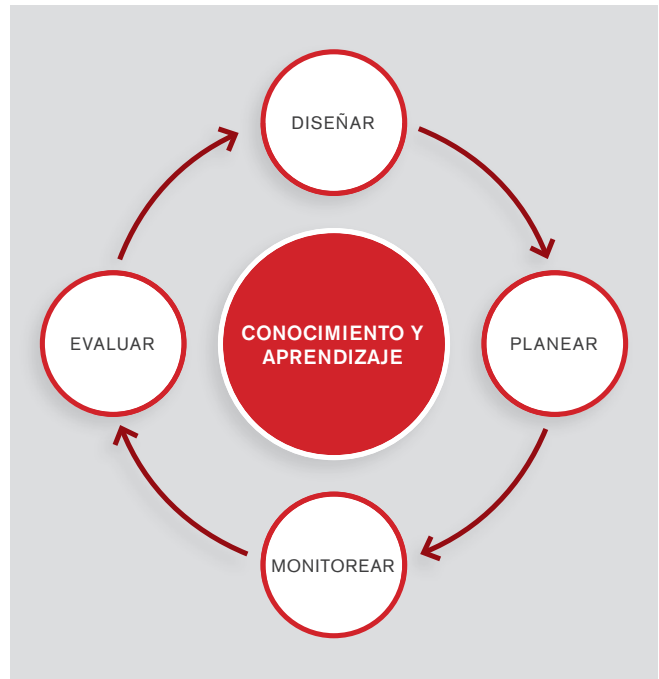 DISEÑAR
EVALUAR
CONOCIMIENTO Y
APRENDIZAJE
PLANEAR
MONITOREAR